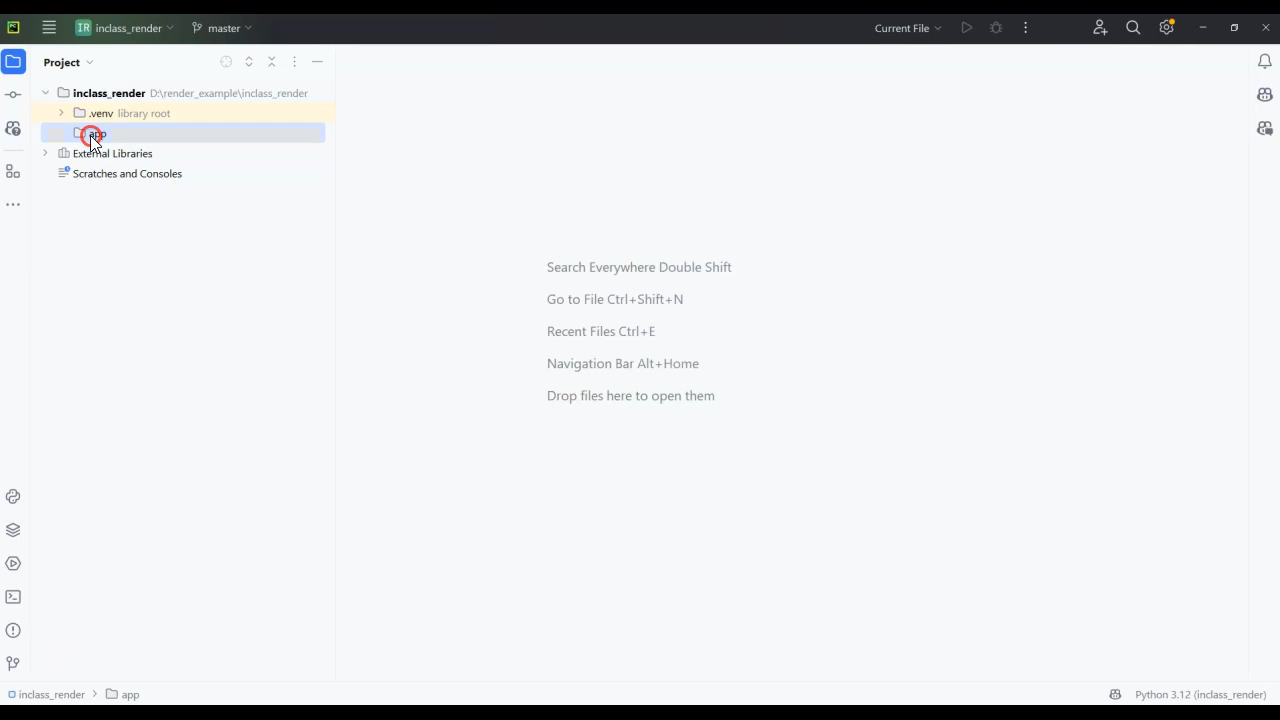 PC
IR inclass_render master Current File
Project
inclass_render D:\render_example\inclass_render
.venv library root
app
External Libraries
Scratches and Consoles
Search Everywhere Double Shift
Go to File Ctrl+Shift+N
Recent Files Ctrl+E
Navigation Bar Alt+Home
Drop files here to open them
inclass_render app Python 3.12 (inclass_render)